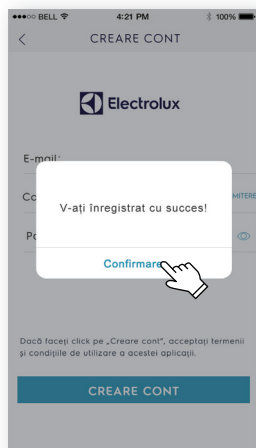 BELL 4:21 PM 100%
CREARE CONT
Electrolux
E-mail:
MITERE
V-ați înregistrat cu succes!
Confirmare
Dacă faceți click pe „Creare cont”, acceptați termenii
și condițiile de utilizare a acestei aplicații.
CREARE CONT